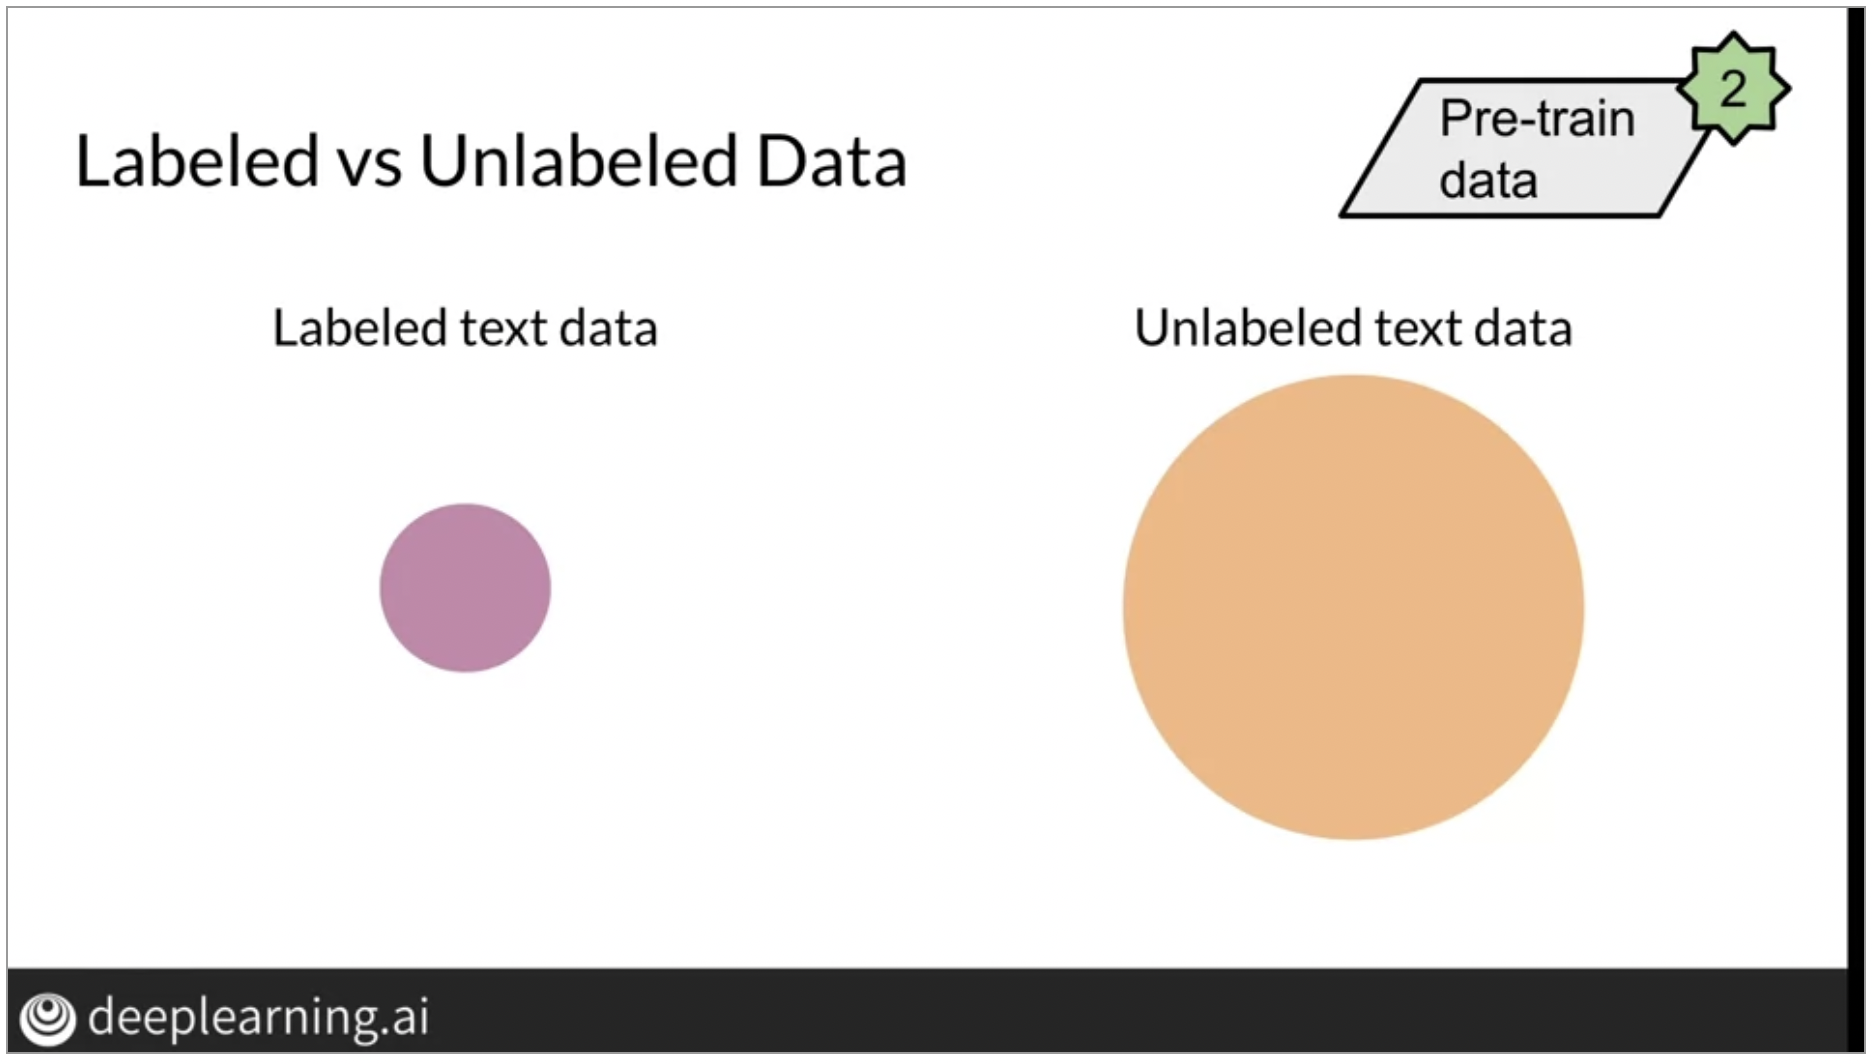 Labeled vs Unlabeled Data
Pre-train
data
2
Labeled text data
Unlabeled text data
deeplearning.ai